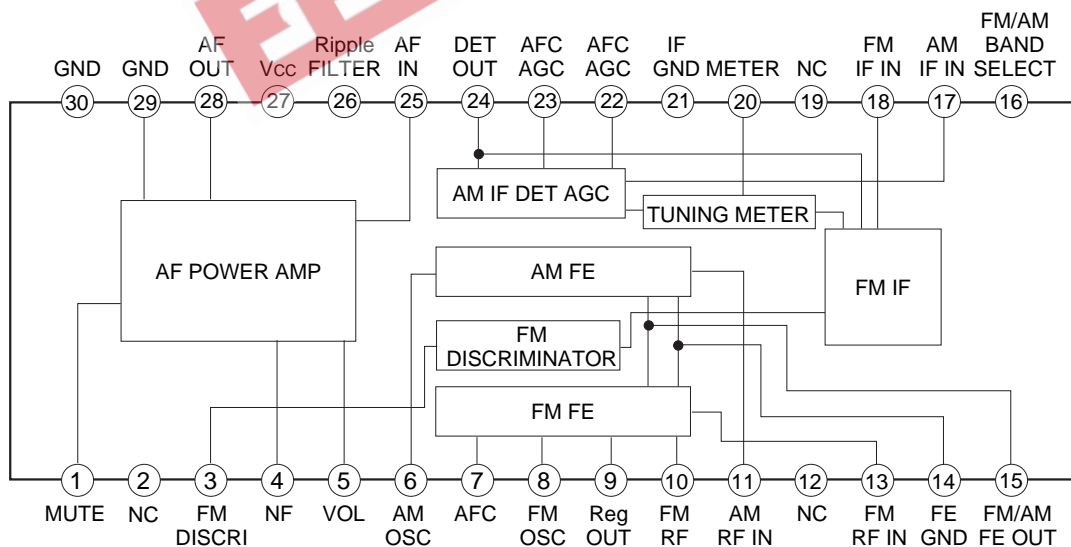 FM/AM
AF Ripple AF DET AFC AFC IF FM AM BAND
GND GND OUT Vcc FILTER IN OUT AGC AGC GND METER NC IF IN IF IN SELECT
30 29 28 27 26 25 24 23 22 21 20 19 18 17 16
AM IF DET AGC
TUNING METER
AF POWER AMP
AM FE
FM IF
FM
DISCRIMINATOR
FM FE
1 2 3 4 5 6 7 8 9 10 11 12 13 14 15
MUTE NC FM NF VOL AM AFC FM Reg FM AM NC FM FE FM/AM
DISCRI OSC OSC OUT RF RF IN RF IN GND FE OUT